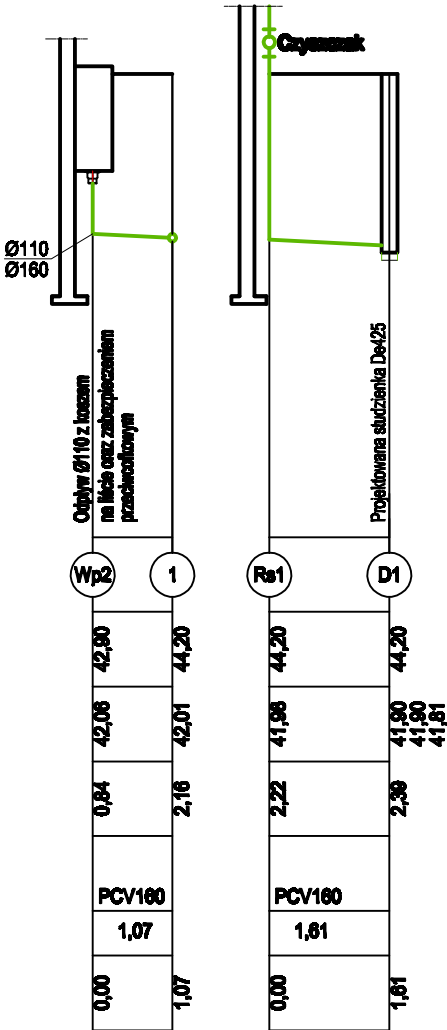 Czyszczak
Ø110
Ø160
Odpływ Ø110 z koszem
na liście oraz zabezpieczeniem
przeciwcofkowym
Projektowana studzienka De425
Wp2
1
Rs1
D1
42,90
44,20
44,20
44,20
42,06
42,01
41,98
41,90
41,90
41,81
0,84
2,16
2,22
2,39
PCV160
PCV160
1,07
1,61
0,00
1,07
0,00
1,61